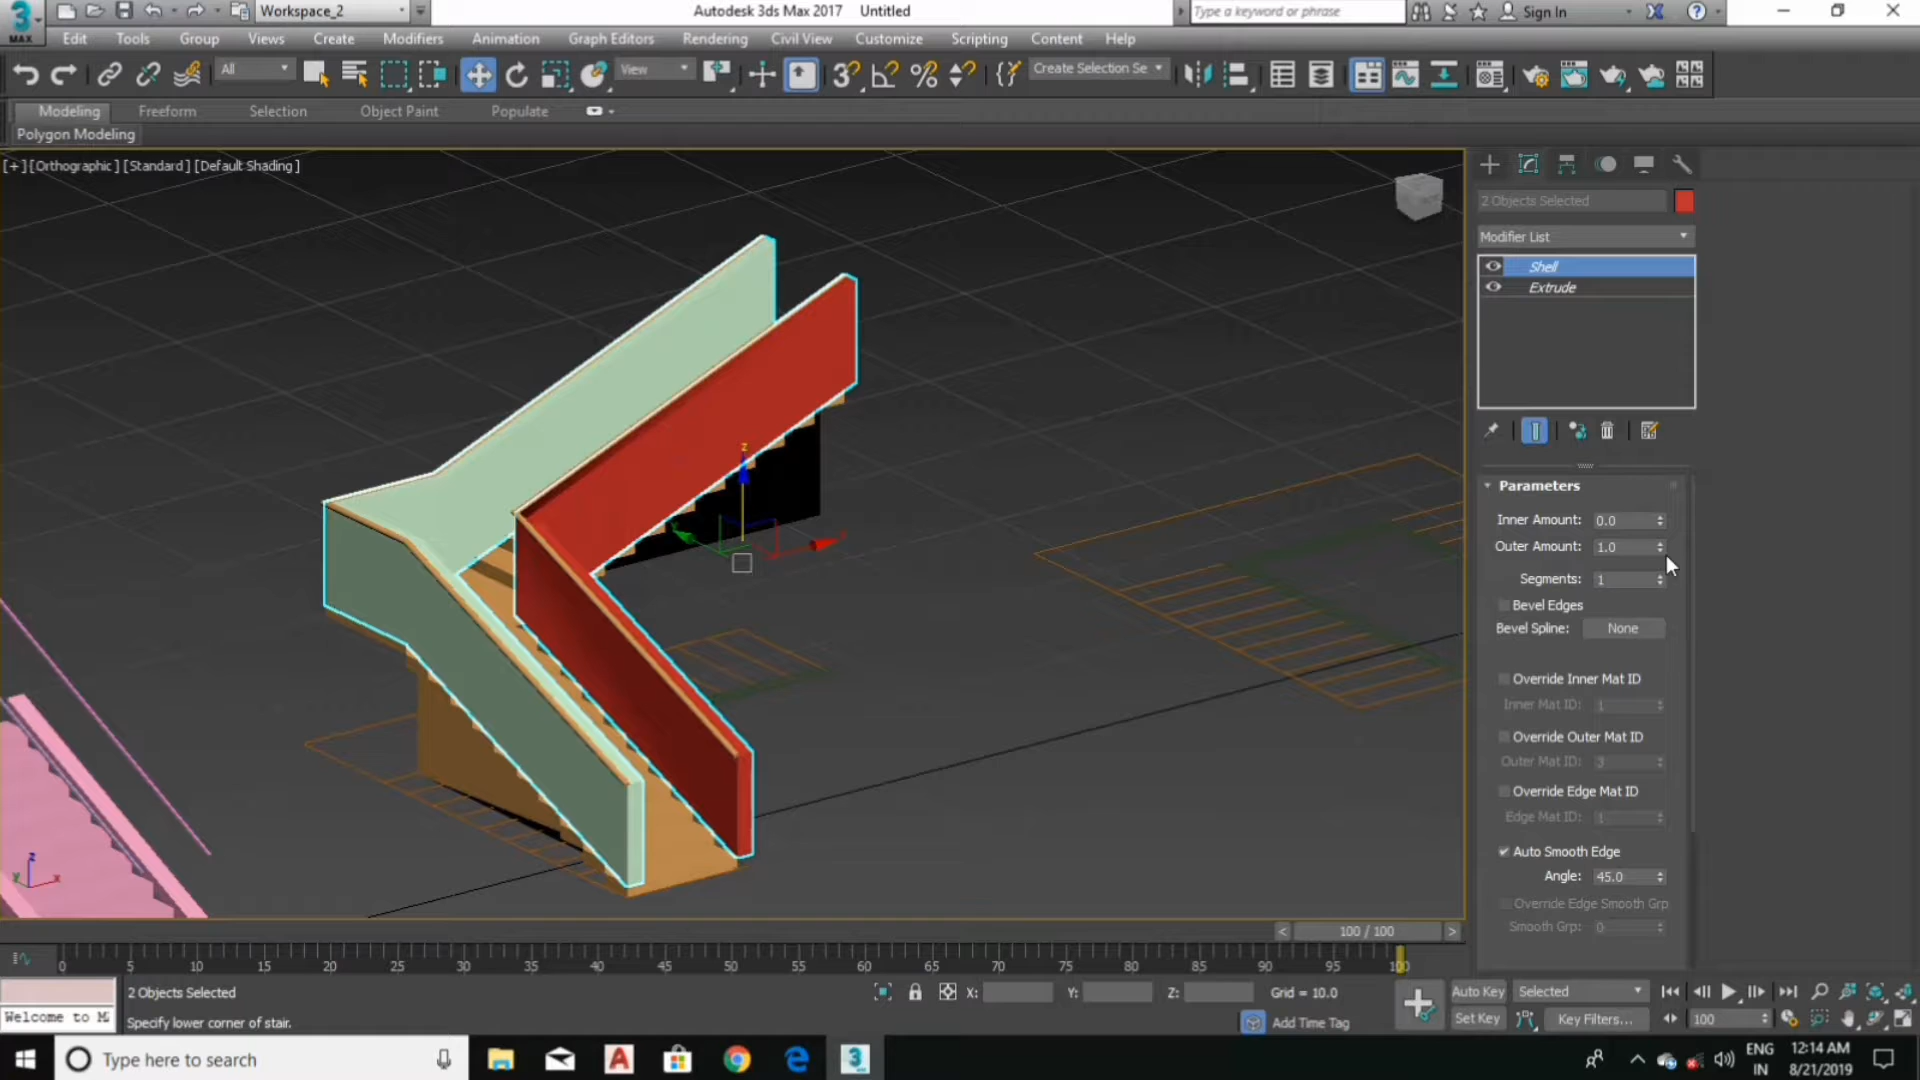 MAX
Workspace_2
Autodesk 3ds Max 2017 Untitled
Type a keyword or phrase
Sign In
Edit Tools Group Views Create Modifiers Animation Graph Editors Rendering Civil View Customize Scripting Content Help
All
View
Create Selection Se
Modeling Freeform Selection Object Paint Populate
Polygon Modeling
[+] [Orthographic] [Standard] [Default Shading]
2 Objects Selected
Modifier List
Shell
Extrude
Parameters
Inner Amount: 0.0
Outer Amount: 1.0
Segments: 1
Bevel Edges
Bevel Spline: None
Override Inner Mat ID
Inner Mat ID: 1
Override Outer Mat ID
Outer Mat ID: 3
Override Edge Mat ID
Edge Mat ID: 1
Auto Smooth Edge
Angle: 45.0
Override Edge Smooth Grp
Smooth Grp: 0
z
y
x
z
y
x
< 100 / 100 >
0 5 10 15 20 25 30 35 40 45 50 55 60 65 70 75 80 85 90 95 100
2 Objects Selected
X: Y: Z: Grid = 10.0
Auto Key Selected
Welcome to M
Specify lower corner of stair.
Add Time Tag
Set Key Key Filters... 100
Type here to search
ENG
IN
12:14 AM
8/21/2019